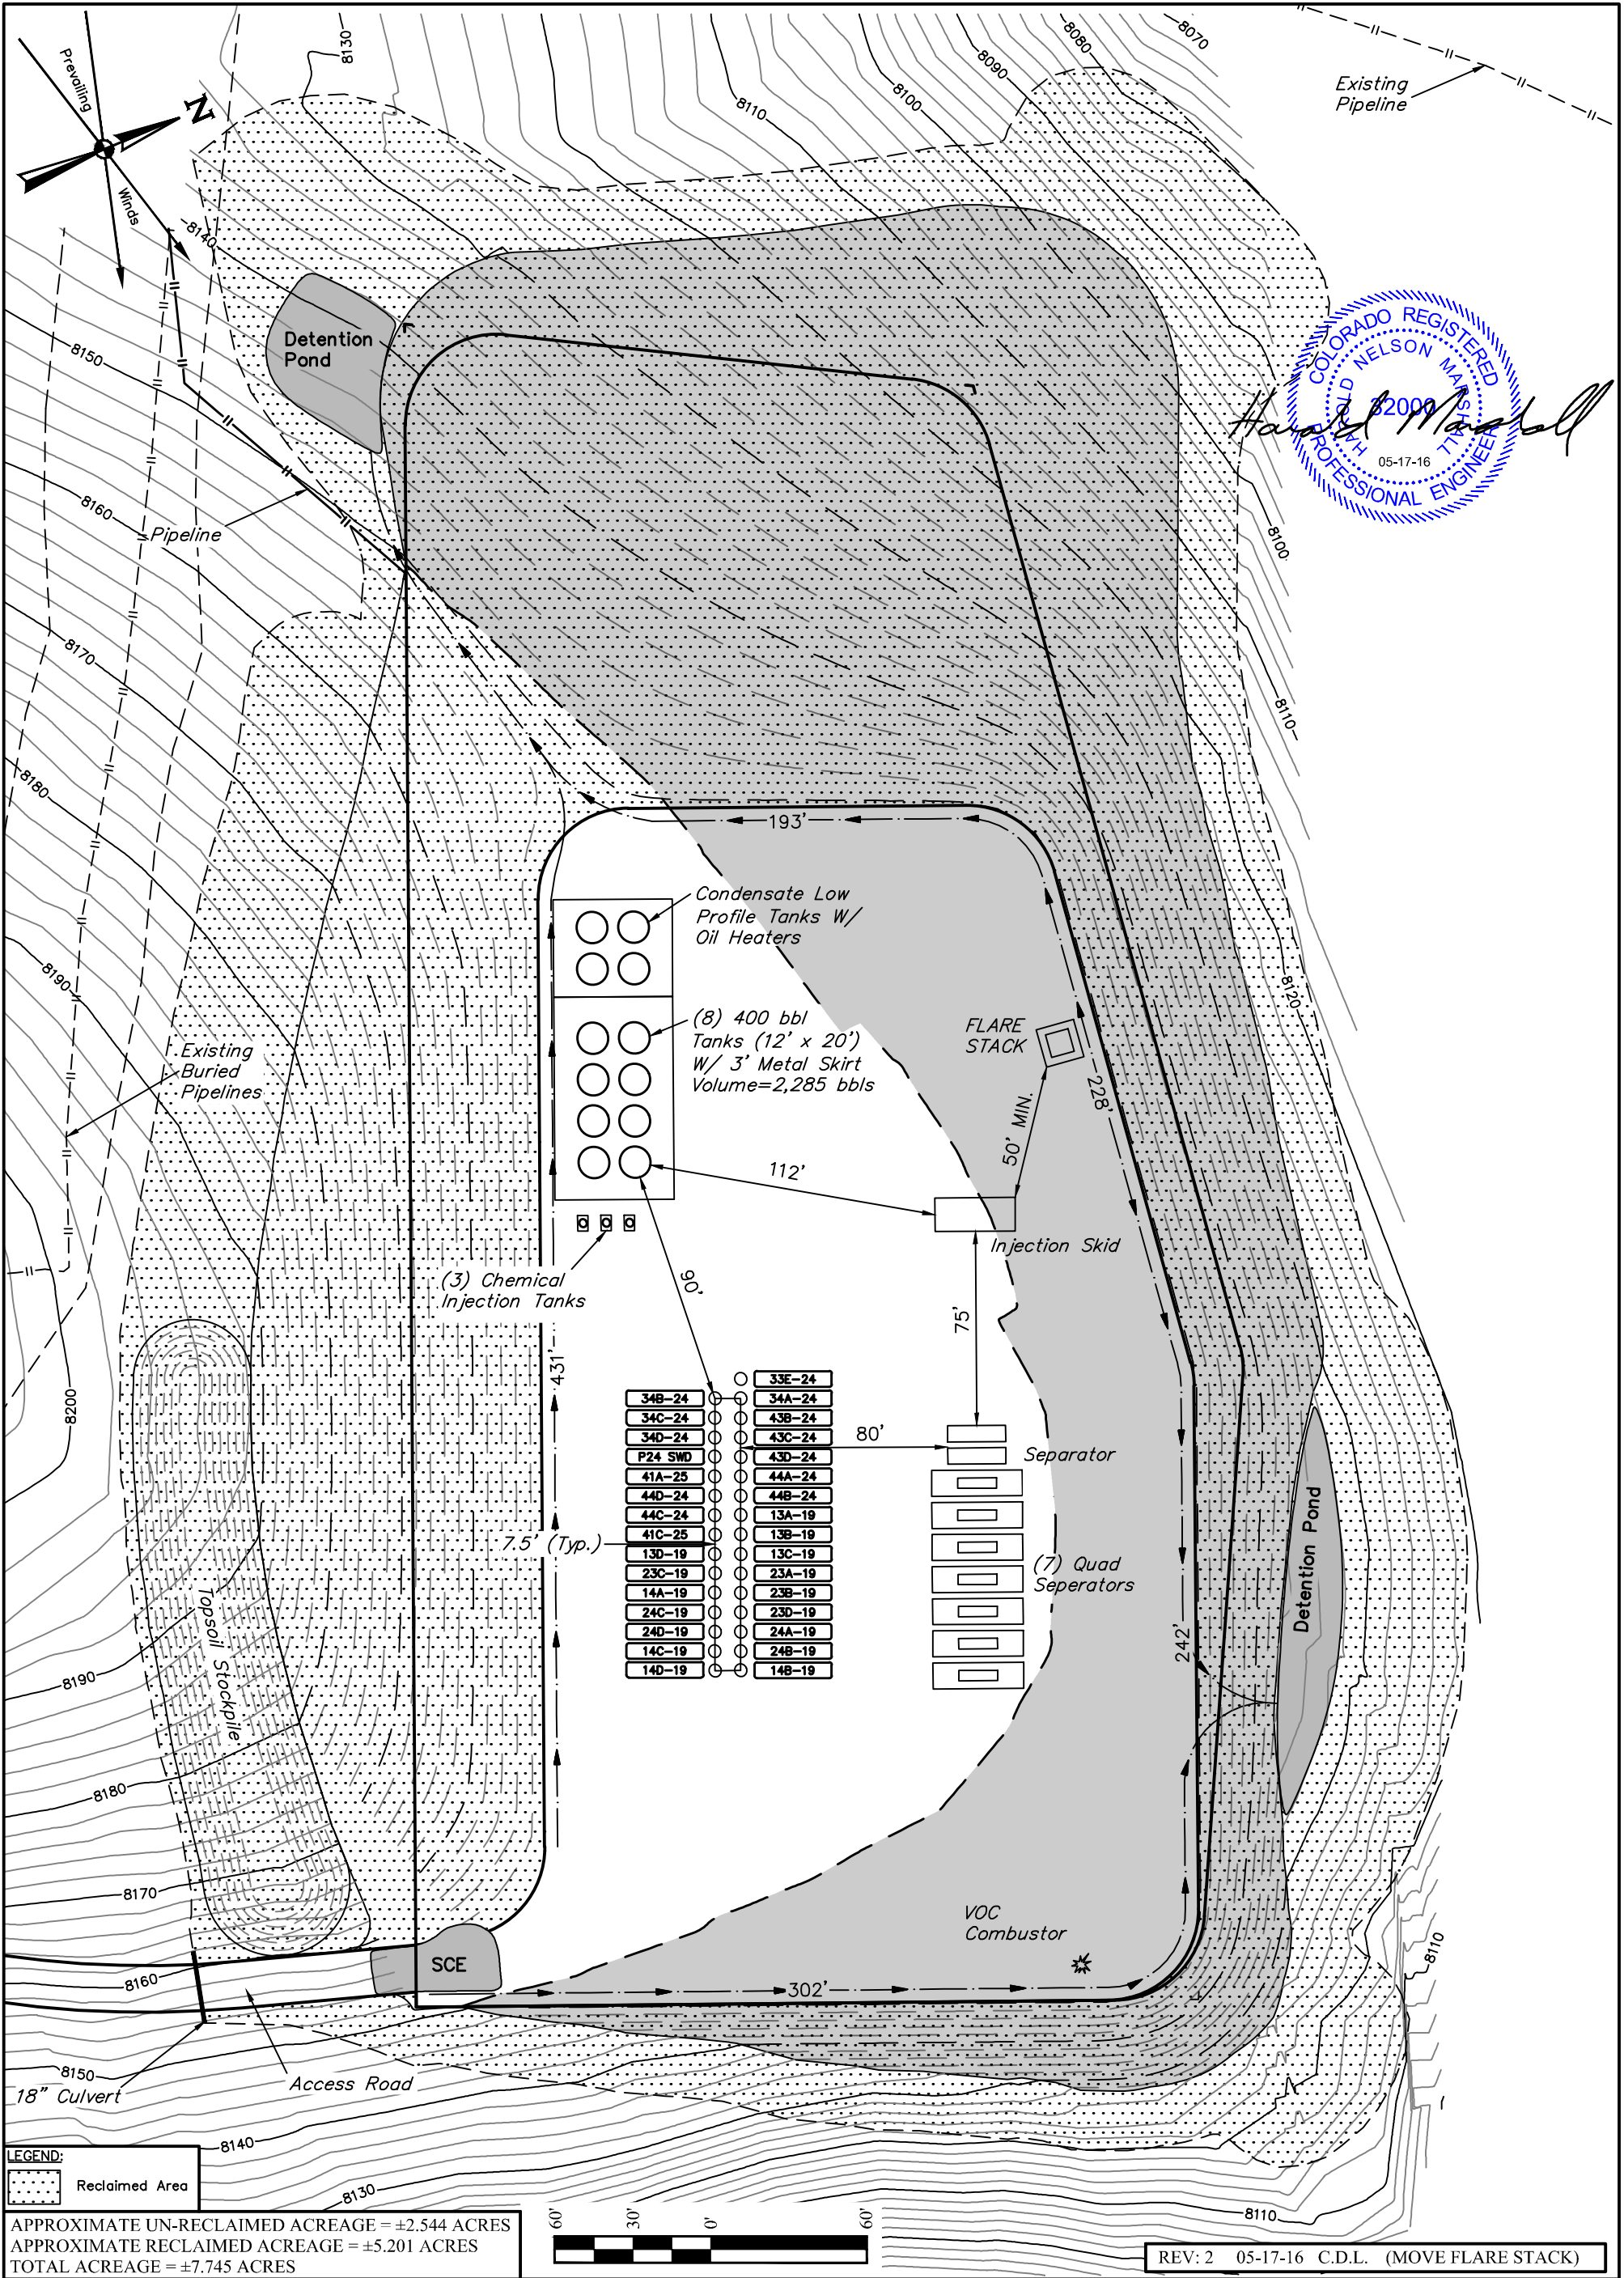 8130
8070
8080
8090
8100
8110
Existing
Pipeline
Prevailing
N
Winds
8140
Detention
Pond
8150
COLORADO REGISTERED
HAROLD NELSON MARSHALL
32000
05-17-16
PROFESSIONAL ENGINEER
Harold Marshall
8160
Pipeline
8100
8170
8110
8180
193'
Condensate Low
Profile Tanks W/
Oil Heaters
8190
8120
(8) 400 bbl
Tanks (12' x 20')
W/ 3' Metal Skirt
Volume=2,285 bbls
FLARE
STACK
Existing
Buried
Pipelines
228'
50' MIN.
112'
Injection Skid
(3) Chemical
Injection Tanks
90'
75'
431'
8200
33E-24
34B-24
34A-24
34C-24
43B-24
34D-24
43C-24
P24 SWD
43D-24
41A-25
44A-24
44D-24
44B-24
44C-24
13A-19
41C-25
13B-19
13D-19
13C-19
23C-19
23A-19
14A-19
23B-19
24C-19
23D-19
24D-19
24A-19
14C-19
24B-19
14D-19
14B-19
80'
Separator
7.5' (Typ.)
(7) Quad
Seperators
Detention Pond
242'
Topsoil Stockpile
8190
8180
8170
VOC
Combustor
SCE
8160
302'
8110
8150
18" Culvert
Access Road
8140
8130
8110
LEGEND:
Reclaimed Area
APPROXIMATE UN-RECLAIMED ACREAGE = ±2.544 ACRES
APPROXIMATE RECLAIMED ACREAGE = ±5.201 ACRES
TOTAL ACREAGE = ±7.745 ACRES
60' 30' 0' 60'
REV: 2 05-17-16 C.D.L. (MOVE FLARE STACK)